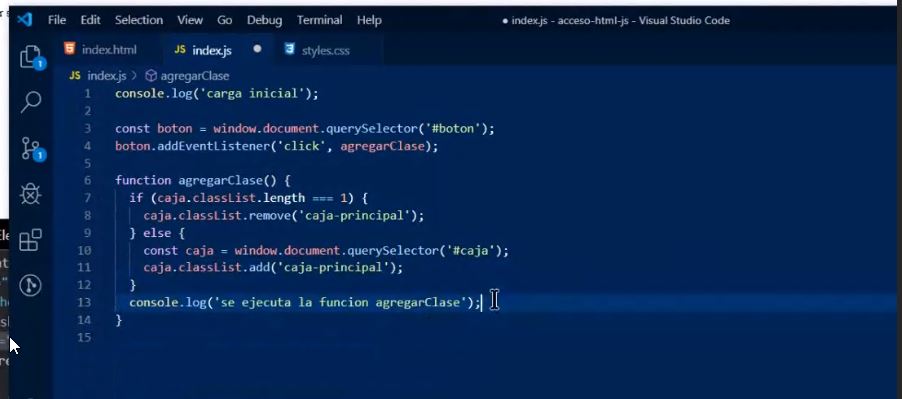 File Edit Selection View Go Debug Terminal Help ● index.js - acceso-html-js - Visual Studio Code
index.html JS index.js ● styles.css
JS index.js > agregarClase
1 console.log('carga inicial');
2
3 const boton = window.document.querySelector('#boton');
4 boton.addEventListener('click', agregarClase);
5
6 function agregarClase() {
7 if (caja.classList.length === 1) {
8 caja.classList.remove('caja-principal');
9 } else {
10 const caja = window.document.querySelector('#caja');
11 caja.classList.add('caja-principal');
12 }
13 console.log('se ejecuta la funcion agregarClase');
14 }
15
1
1